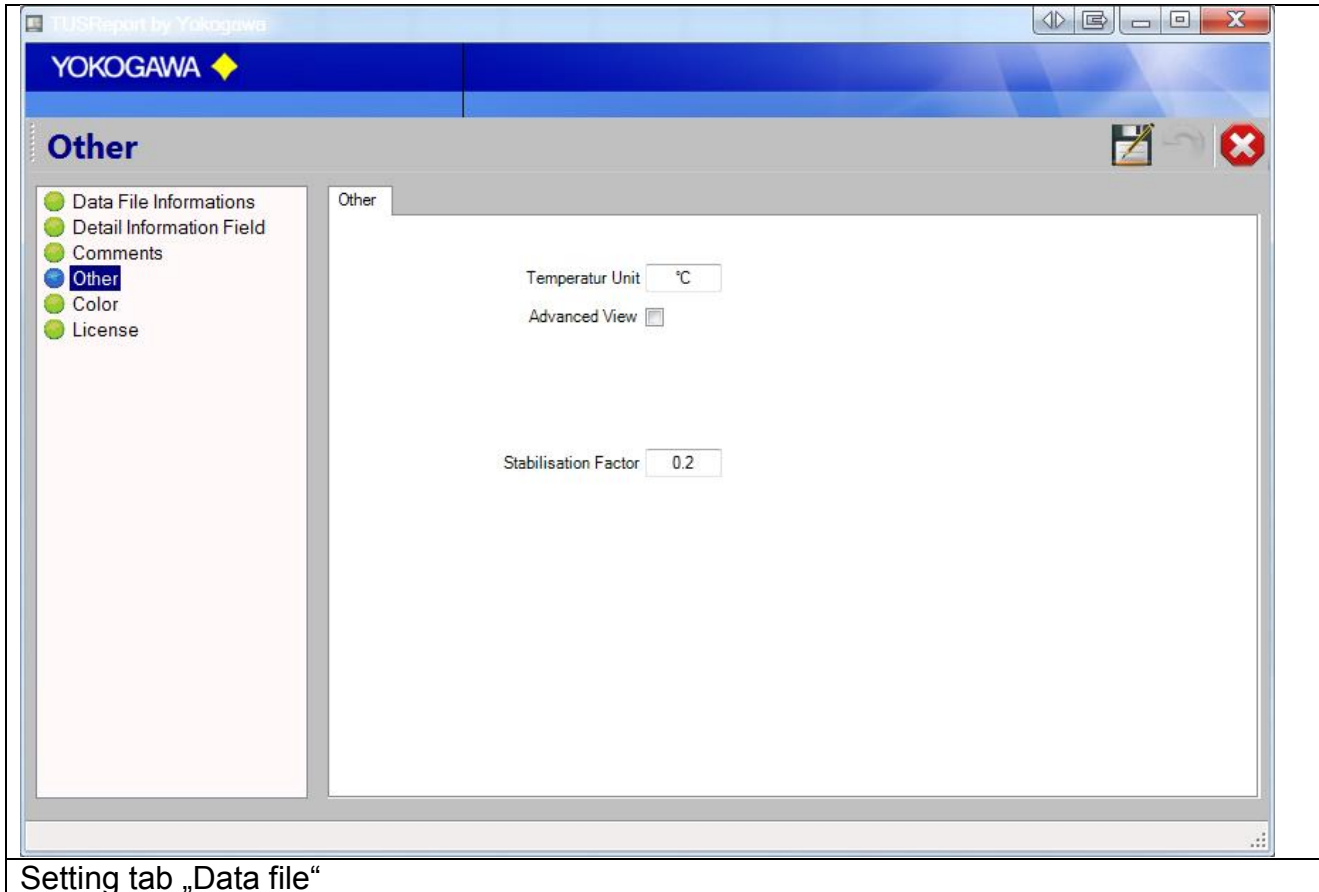 TUSReport by Yokogawa
YOKOGAWA
Other
Data File Informations
Detail Information Field
Comments
Other
Color
License
Other
Temperatur Unit °C
Advanced View
Stabilisation Factor 0.2
Setting tab „Data file“